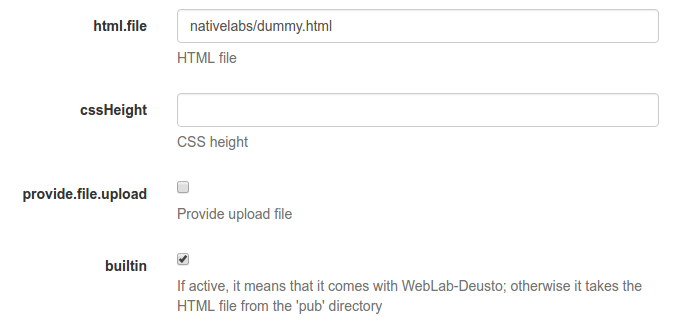 html.file nativelabs/dummy.html
HTML file
cssHeight
CSS height
provide.file.upload
Provide upload file
builtin
If active, it means that it comes with WebLab-Deusto; otherwise it takes the
HTML file from the 'pub' directory